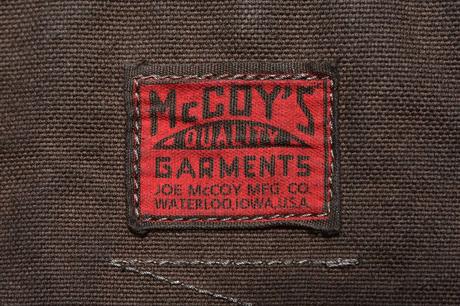 McCOY'S
QUALITY
GARMENTS
JOE McCOY MFG. CO.
WATERLOO, IOWA, U.S.A.